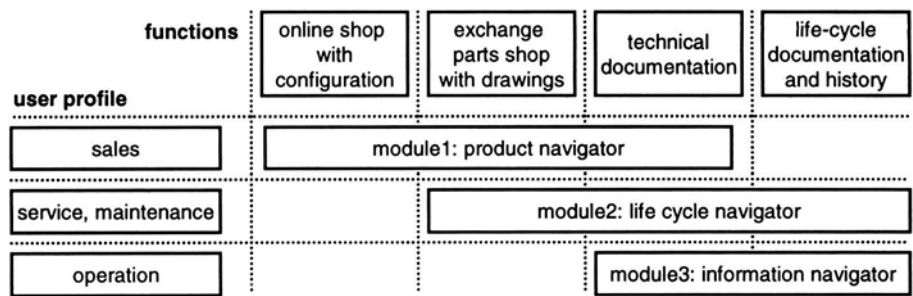 functions
online shop
with
configuration
exchange
parts shop
with drawings
technical
documentation
life-cycle
documentation
and history
user profile
sales
module1: product navigator
service, maintenance
module2: life cycle navigator
operation
module3: information navigator